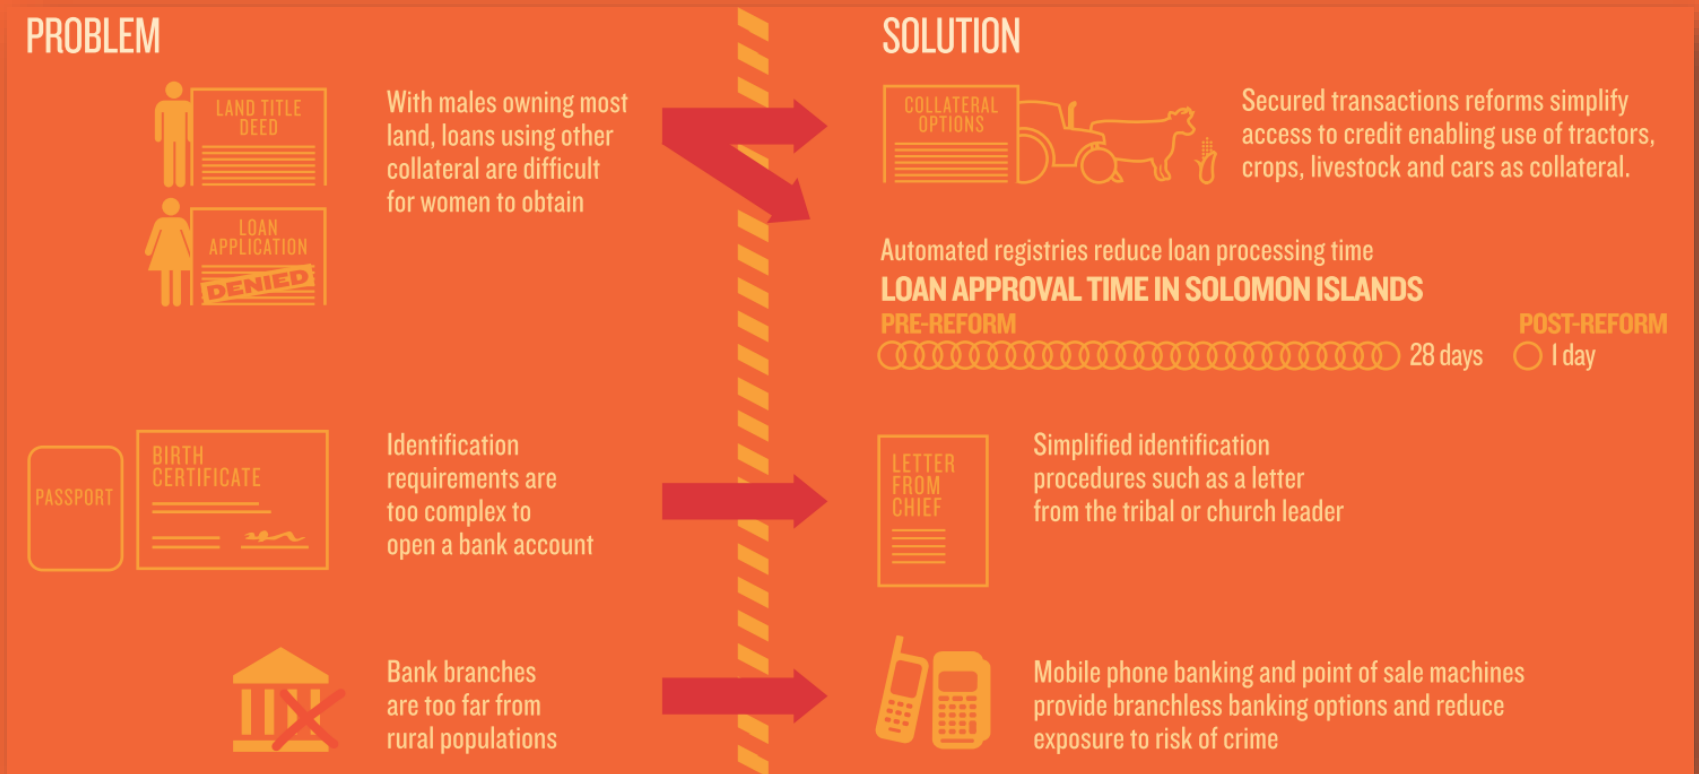 PROBLEM
LAND TITLE
DEED
With males owning most
land, loans using other
collateral are difficult
for women to obtain
LOAN
APPLICATION
DENIED
Identification
requirements are
too complex to
open a bank account
PASSPORT
BIRTH
CERTIFICATE
Bank branches
are too far from
rural populations
SOLUTION
COLLATERAL
OPTIONS
Secured transactions reforms simplify
access to credit enabling use of tractors,
crops, livestock and cars as collateral.
Automated registries reduce loan processing time
LOAN APPROVAL TIME IN SOLOMON ISLANDS
PRE-REFORM
28 days
POST-REFORM
1 day
LETTER
FROM
CHIEF
Simplified identification
procedures such as a letter
from the tribal or church leader
Mobile phone banking and point of sale machines
provide branchless banking options and reduce
exposure to risk of crime